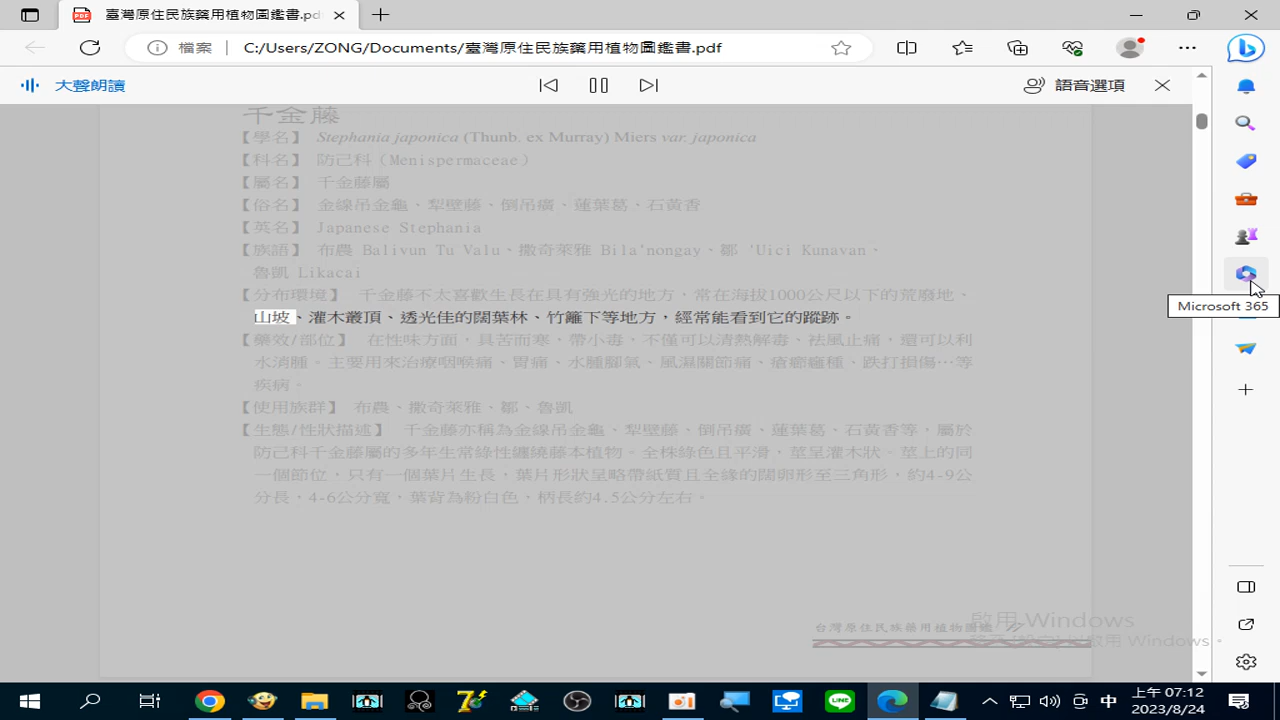 臺灣原住民族藥用植物圖鑑書.pd
檔案
C:/Users/ZONG/Documents/臺灣原住民族藥用植物圖鑑書.pdf
大聲朗讀
語音選項
千金藤
【學名】 Stephania japonica (Thunb. ex Murray) Miers var. japonica
【科名】 防己科（Menispermaceae）
【屬名】 千金藤屬
【俗名】 金線吊金龜、犁壁藤、倒吊癀、蓮葉葛、石黃香
【英名】 Japanese Stephania
【族語】 布農 Balivun Tu Valu、撒奇萊雅 Bila'nongay、鄒 'Uici Kunavan、
魯凱 Likacai
【分布環境】 千金藤不太喜歡生長在具有強光的地方，常在海拔1000公尺以下的荒廢地、
山坡、灌木叢頂、透光佳的闊葉林、竹籬下等地方，經常能看到它的蹤跡。
【藥效/部位】 在性味方面，具苦而寒，帶小毒，不僅可以清熱解毒、祛風止痛，還可以利
水消腫。主要用來治療咽喉痛、胃痛、水腫腳氣、風濕關節痛、瘡癤癰種、跌打損傷…等
疾病。
【使用族群】 布農、撒奇萊雅、鄒、魯凱
【生態/性狀描述】 千金藤亦稱為金線吊金龜、犁壁藤、倒吊癀、蓮葉葛、石黃香等，屬於
防己科千金藤屬的多年生常綠性纏繞藤本植物。全株綠色且平滑，莖呈灌木狀。莖上的同
一個節位，只有一個葉片生長，葉片形狀呈略帶紙質且全緣的闊卵形至三角形，約4-9公
分長，4-6公分寬，葉背為粉白色，柄長約4.5公分左右。
台灣原住民族藥用植物圖鑑
啟用 Windows
Microsoft 365
中
上午 07:12
2023/8/24